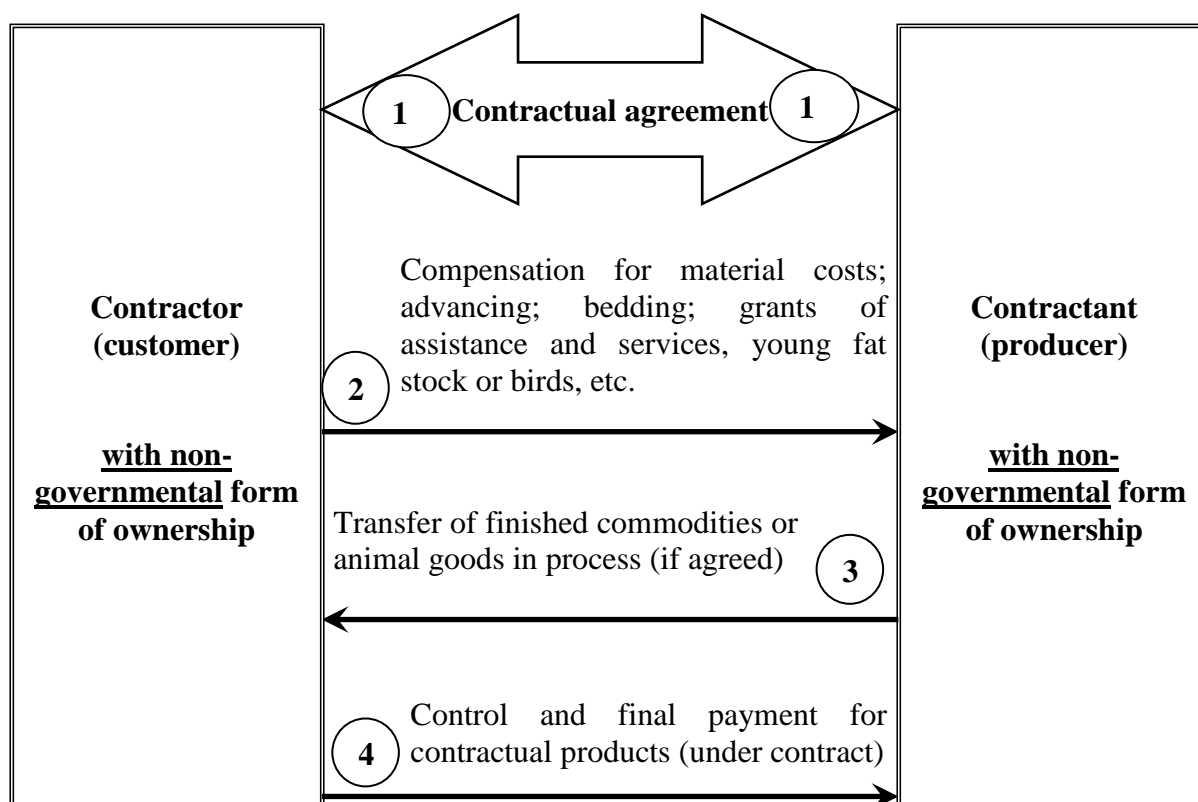 1 Contractual agreement 1
Compensation for material costs;
advancing; bedding; grants of
assistance and services, young fat
stock or birds, etc.
2
Contractor
(customer)
with non-
governmental form
of ownership
Contractant
(producer)
with non-
governmental form
of ownership
Transfer of finished commodities or
animal goods in process (if agreed)
3
Control and final payment for
contractual products (under contract)
4